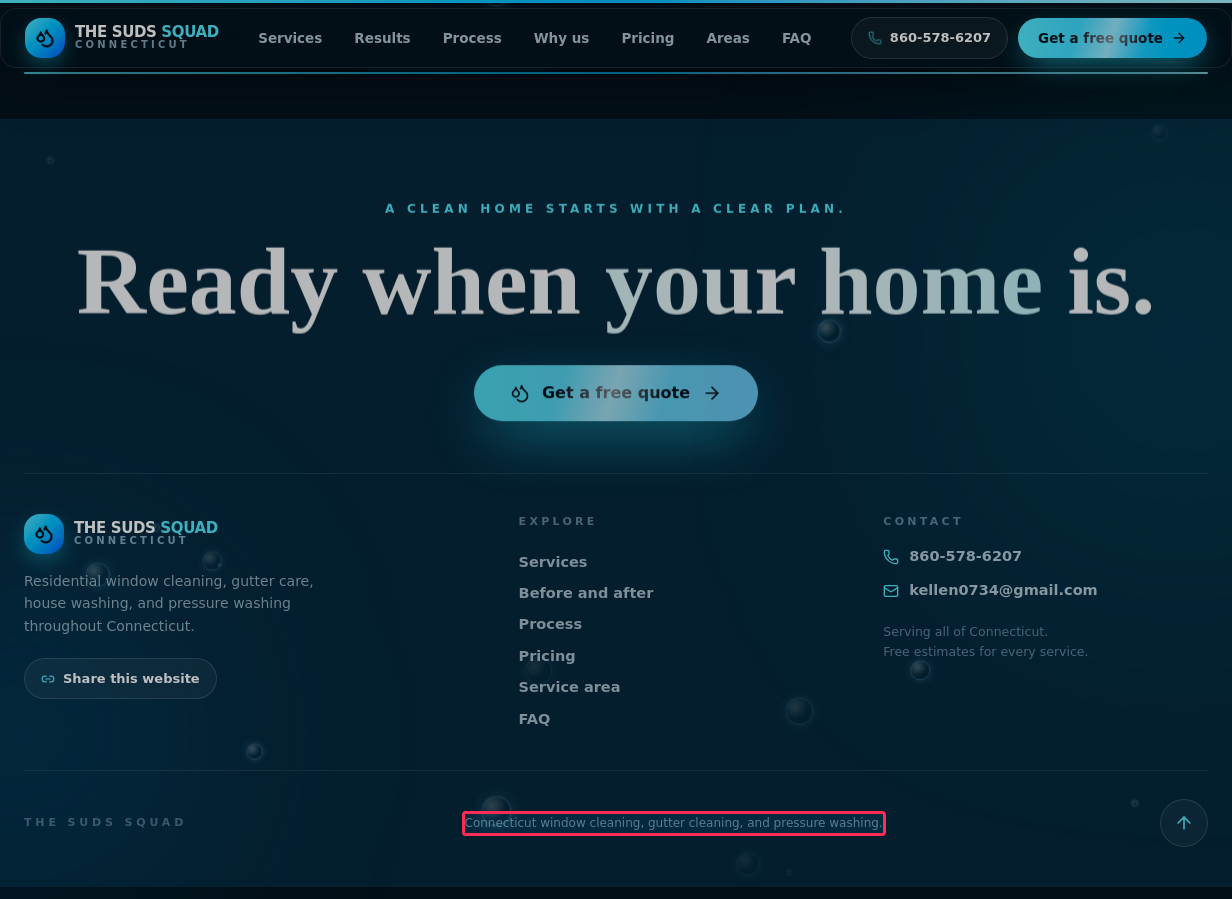 THE SUDS SQUAD
CONNECTICUT
Services
Results
Process
Why us
Pricing
Areas
FAQ
860-578-6207
Get a free quote
A CLEAN HOME STARTS WITH A CLEAR PLAN.
Ready when your home is.
Get a free quote
THE SUDS SQUAD
CONNECTICUT
Residential window cleaning, gutter care,
house washing, and pressure washing
throughout Connecticut.
Share this website
EXPLORE
Services
Before and after
Process
Pricing
Service area
FAQ
CONTACT
860-578-6207
kellen0734@gmail.com
Serving all of Connecticut.
Free estimates for every service.
THE SUDS SQUAD
Connecticut window cleaning, gutter cleaning, and pressure washing.